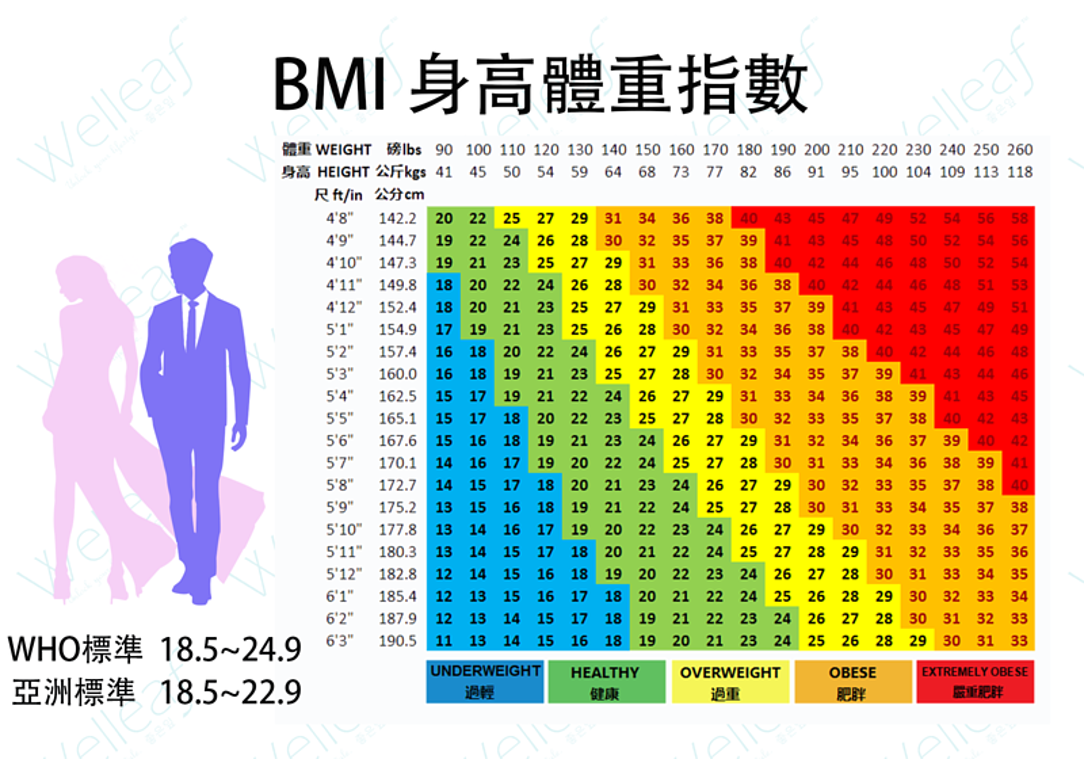 BMI 身高體重指數
體重 WEIGHT 磅lbs 90 100 110 120 130 140 150 160 170 180 190 200 210 220 230 240 250 260
身高 HEIGHT 公斤kgs 41 45 50 54 59 64 68 73 77 82 86 91 95 100 104 109 113 118
尺 ft/in 公分cm
4'8" 142.2 20 22 25 27 29 31 34 36 38 40 43 45 47 49 52 54 56 58
4'9" 144.7 19 22 24 26 28 30 32 35 37 39 41 43 45 48 50 52 54 56
4'10" 147.3 19 21 23 25 27 29 31 33 36 38 40 42 44 46 48 50 52 54
4'11" 149.8 18 20 22 24 26 28 30 32 34 36 38 40 42 44 46 48 51 53
4'12" 152.4 18 20 21 23 25 27 29 31 33 35 37 39 41 43 45 47 49 51
5'1" 154.9 17 19 21 23 25 26 28 30 32 34 36 38 40 42 43 45 47 49
5'2" 157.4 16 18 20 22 24 26 27 29 31 33 35 37 38 40 42 44 46 48
5'3" 160.0 16 18 19 21 23 25 27 28 30 32 34 35 37 39 41 43 44 46
5'4" 162.5 15 17 19 21 22 24 26 27 29 31 33 34 36 38 39 41 43 45
5'5" 165.1 15 17 18 20 22 23 25 27 28 30 32 33 35 37 38 40 42 43
5'6" 167.6 15 16 18 19 21 23 24 26 27 29 31 32 34 36 37 39 40 42
5'7" 170.1 14 16 17 19 20 22 24 25 27 28 30 31 33 34 36 38 39 41
5'8" 172.7 14 15 17 18 20 21 23 24 26 27 29 30 32 33 35 37 38 40
5'9" 175.2 13 15 16 18 19 21 22 24 25 27 28 30 31 33 34 35 37 38
5'10" 177.8 13 14 16 17 19 20 22 23 24 26 27 29 30 32 33 34 36 37
5'11" 180.3 13 14 15 17 18 20 21 22 24 25 27 28 29 31 32 33 35 36
5'12" 182.8 12 14 15 16 18 19 20 22 23 24 26 27 28 30 31 33 34 35
6'1" 185.4 12 13 15 16 17 18 20 21 22 24 25 26 28 29 30 32 33 34
6'2" 187.9 12 13 14 15 17 18 19 21 22 23 24 26 27 28 30 31 32 33
6'3" 190.5 11 13 14 15 16 18 19 20 21 23 24 25 26 28 29 30 31 33
UNDERWEIGHT HEALTHY OVERWEIGHT OBESE EXTREMELY OBESE
過輕 健康 過重 肥胖 嚴重肥胖
WHO標準 18.5~24.9
亞洲標準 18.5~22.9
Welleaf